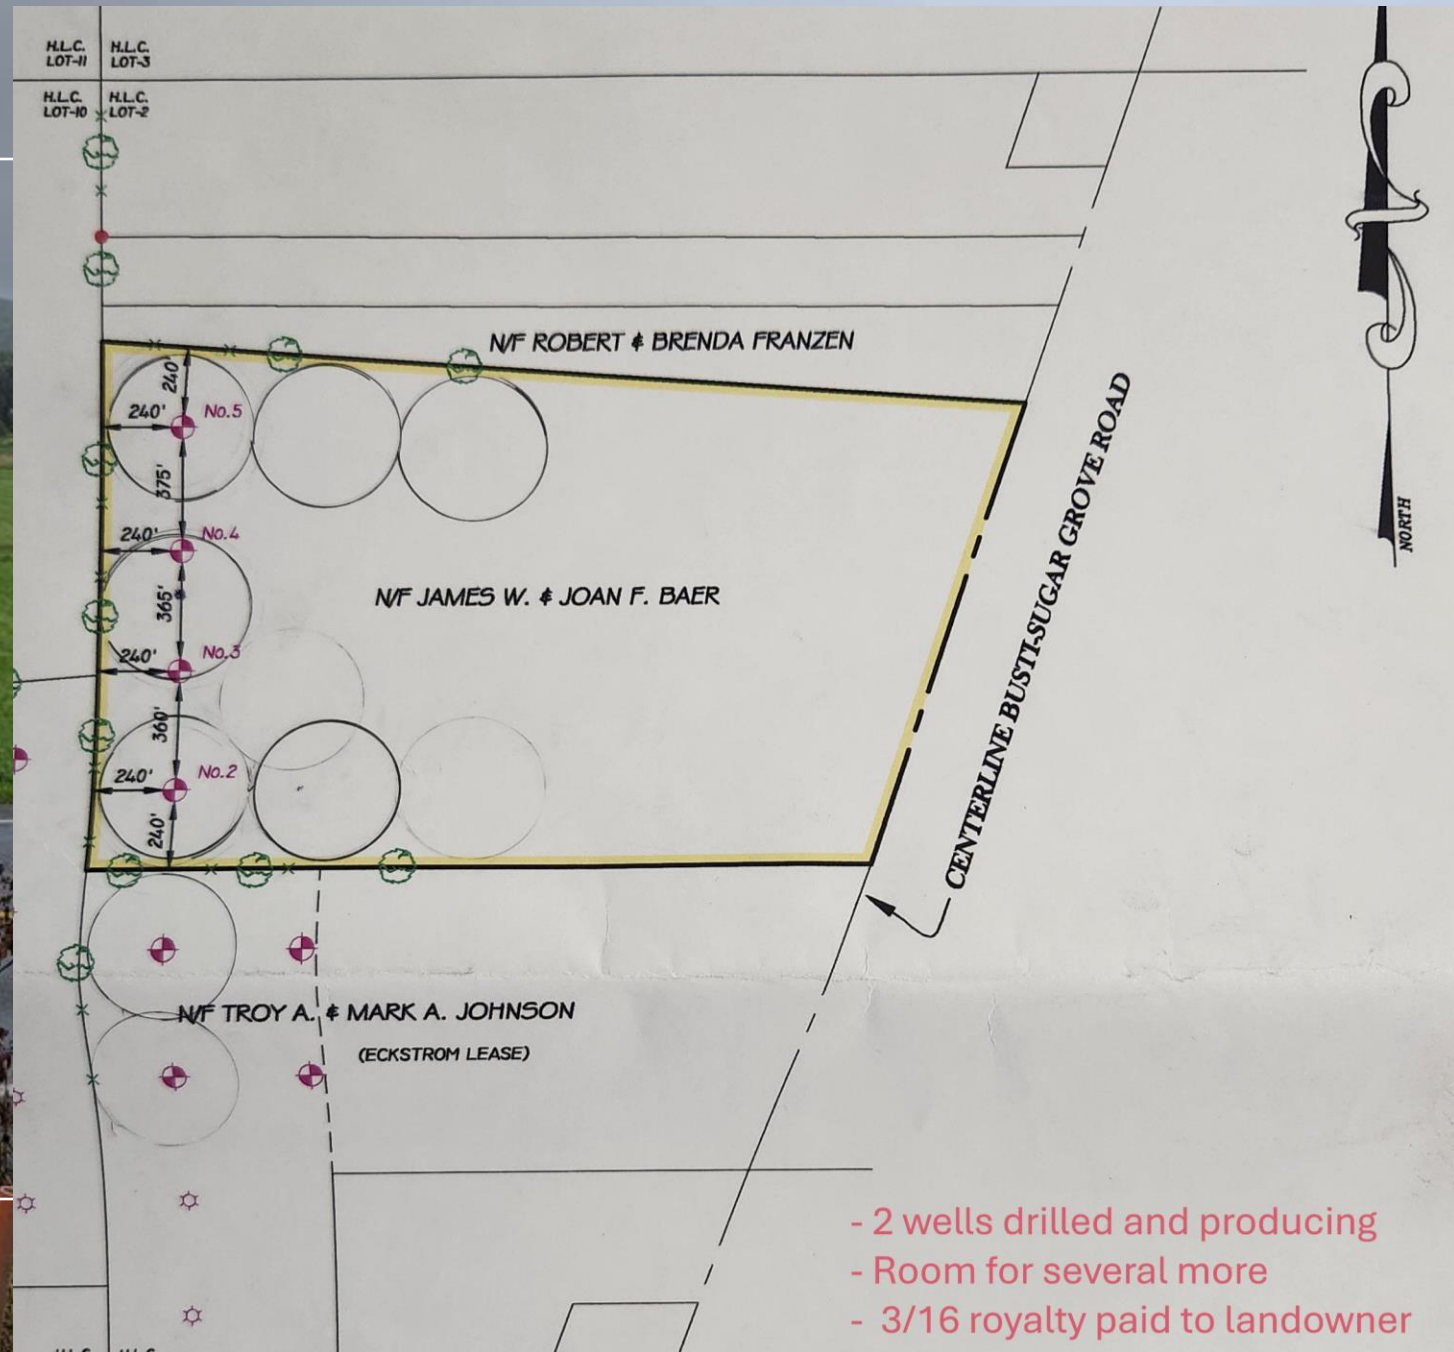 H.L.C. H.L.C.
LOT-11 LOT-3
H.L.C. H.L.C.
LOT-10 LOT-2
N/F ROBERT & BRENDA FRANZEN
240'
240'
No.5
375'
240'
No.4
N/F JAMES W. & JOAN F. BAER
365'
240'
No.3
360'
240'
No.2
240'
CENTERLINE BUSTI-SUGAR GROVE ROAD
NORTH
N/F TROY A. & MARK A. JOHNSON
(ECKSTROM LEASE)
- 2 wells drilled and producing
- Room for several more
- 3/16 royalty paid to landowner